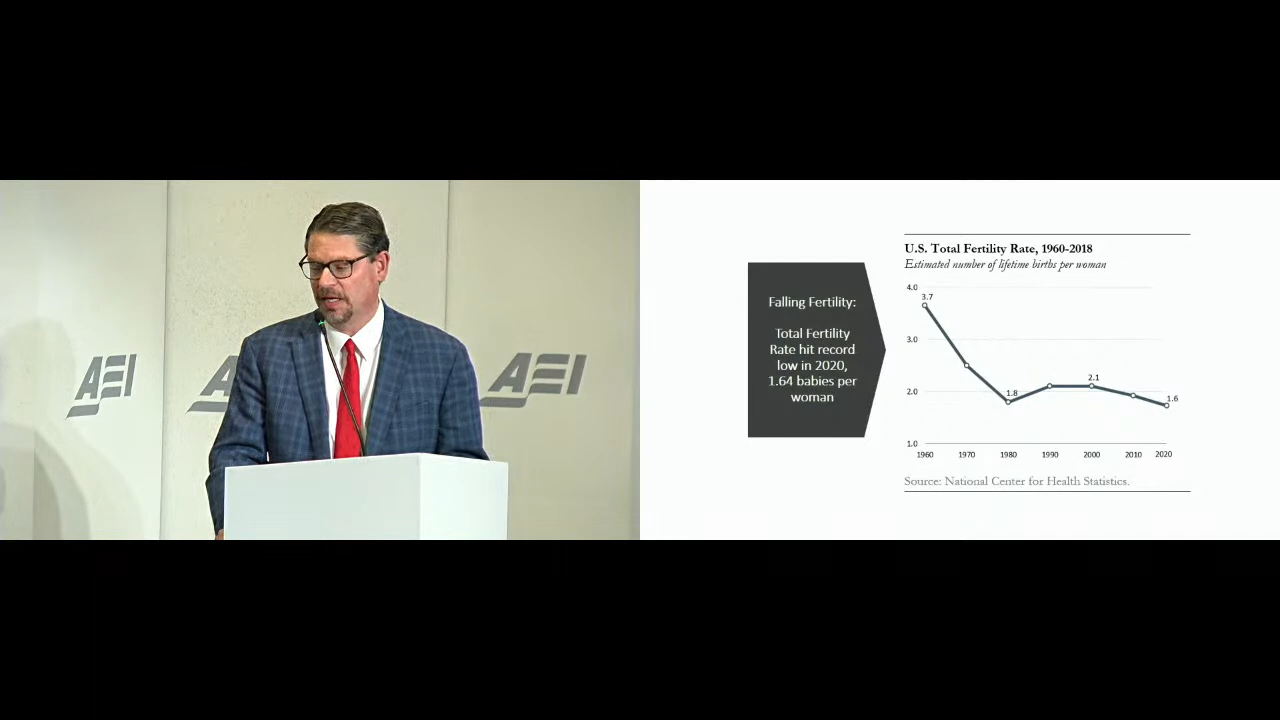 AEI
AEI
AEI
Falling Fertility:
Total Fertility
Rate hit record
low in 2020,
1.64 babies per
woman
U.S. Total Fertility Rate, 1960-2018
Estimated number of lifetime births per woman
4.0
3.7
3.0
2.1
2.0
1.8
1.6
1.0
1960 1970 1980 1990 2000 2010 2020
Source: National Center for Health Statistics.